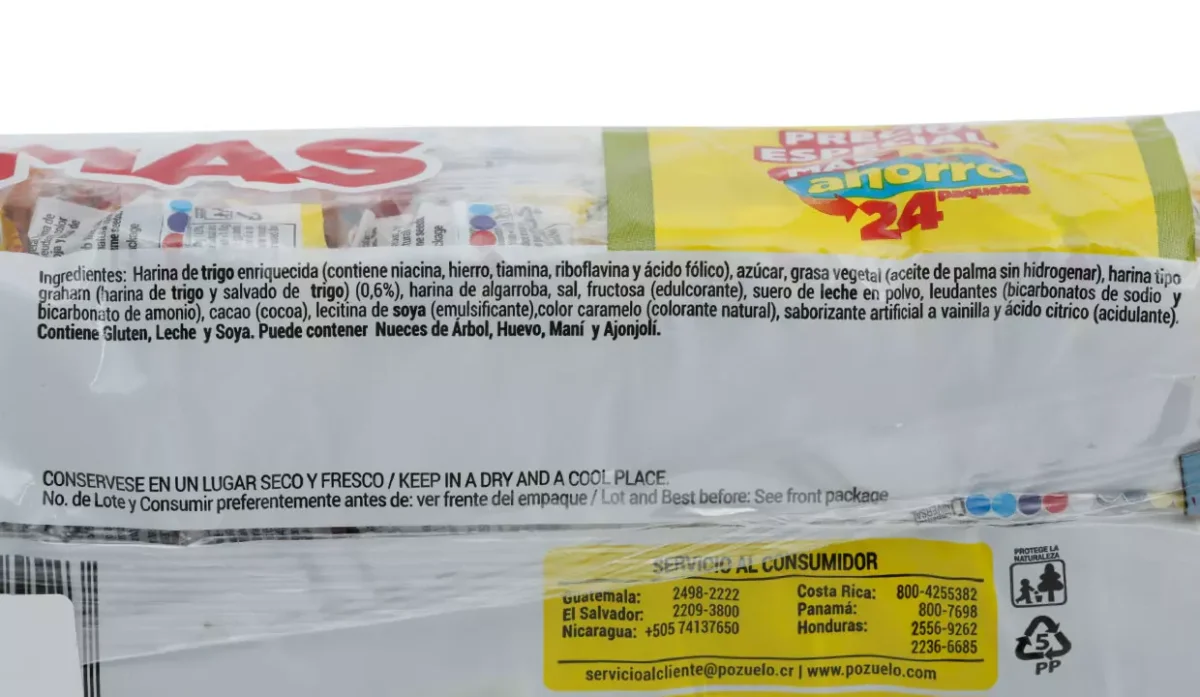 MAS
PRECIO
ESPECIAL
MÁS
ahorro
24 paquetes
Ingredientes: Harina de trigo enriquecida (contiene niacina, hierro, tiamina, riboflavina y ácido fólico), azúcar, grasa vegetal (aceite de palma sin hidrogenar), harina tipo
graham (harina de trigo y salvado de trigo) (0,6%), harina de algarroba, sal, fructosa (edulcorante), suero de leche en polvo, leudantes (bicarbonatos de sodio y
bicarbonato de amonio), cacao (cocoa), lecitina de soya (emulsificante),color caramelo (colorante natural), saborizante artificial a vainilla y ácido cítrico (acidulante).
Contiene Gluten, Leche y Soya. Puede contener Nueces de Árbol, Huevo, Maní y Ajonjolí.
CONSERVESE EN UN LUGAR SECO Y FRESCO / KEEP IN A DRY AND A COOL PLACE.
No. de Lote y Consumir preferentemente antes de: ver frente del empaque / Lot and Best before: See front package
SERVICIO AL CONSUMIDOR
Guatemala: 2498-2222 Costa Rica: 800-4255382
El Salvador: 2209-3800 Panamá: 800-7698
Nicaragua: +505 74137650 Honduras: 2556-9262
2236-6685
servicioalcliente@pozuelo.cr | www.pozuelo.com
PROTEGE LA
NATURALEZA
5
PP